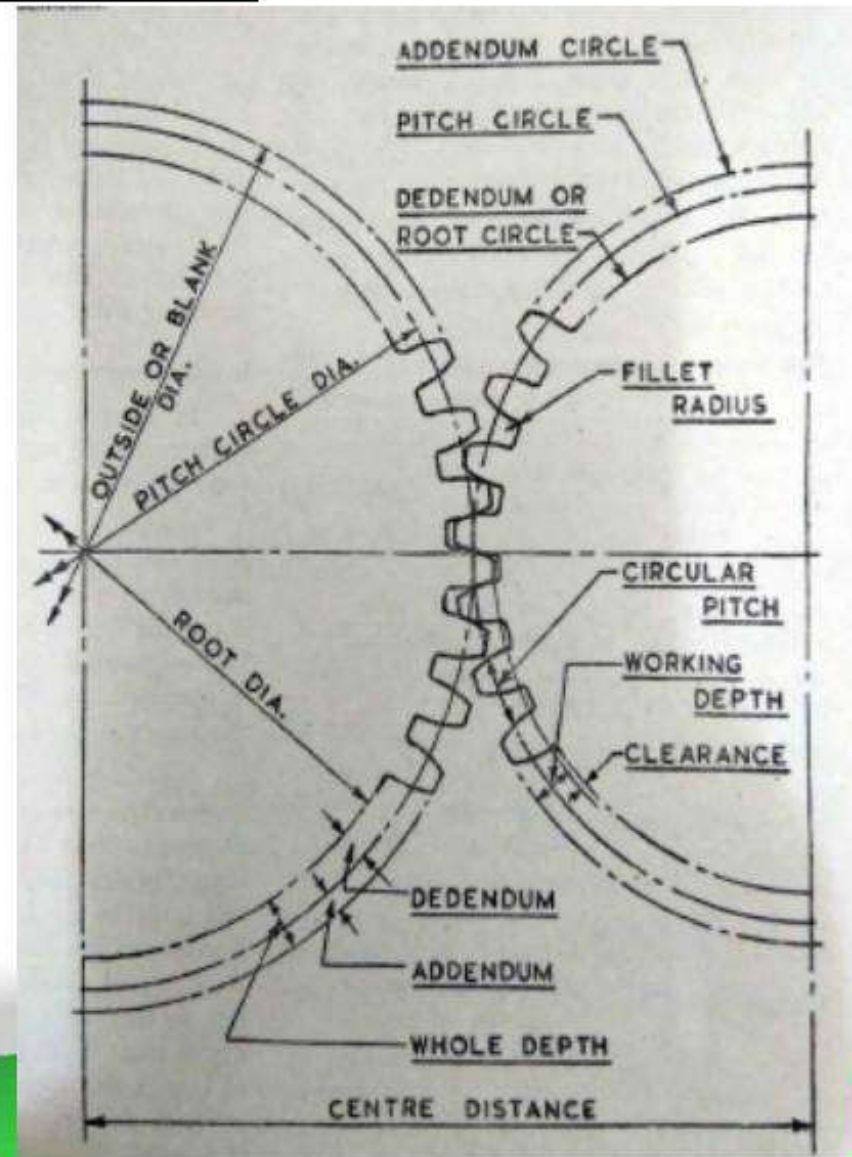 ADDENDUM CIRCLE
PITCH CIRCLE
DEDENDUM OR
ROOT CIRCLE
OUTSIDE OR BLANK
DIA.
PITCH CIRCLE DIA.
FILLET
RADIUS
CIRCULAR
PITCH
ROOT DIA.
WORKING
DEPTH
CLEARANCE
DEDENDUM
ADDENDUM
WHOLE DEPTH
CENTRE DISTANCE